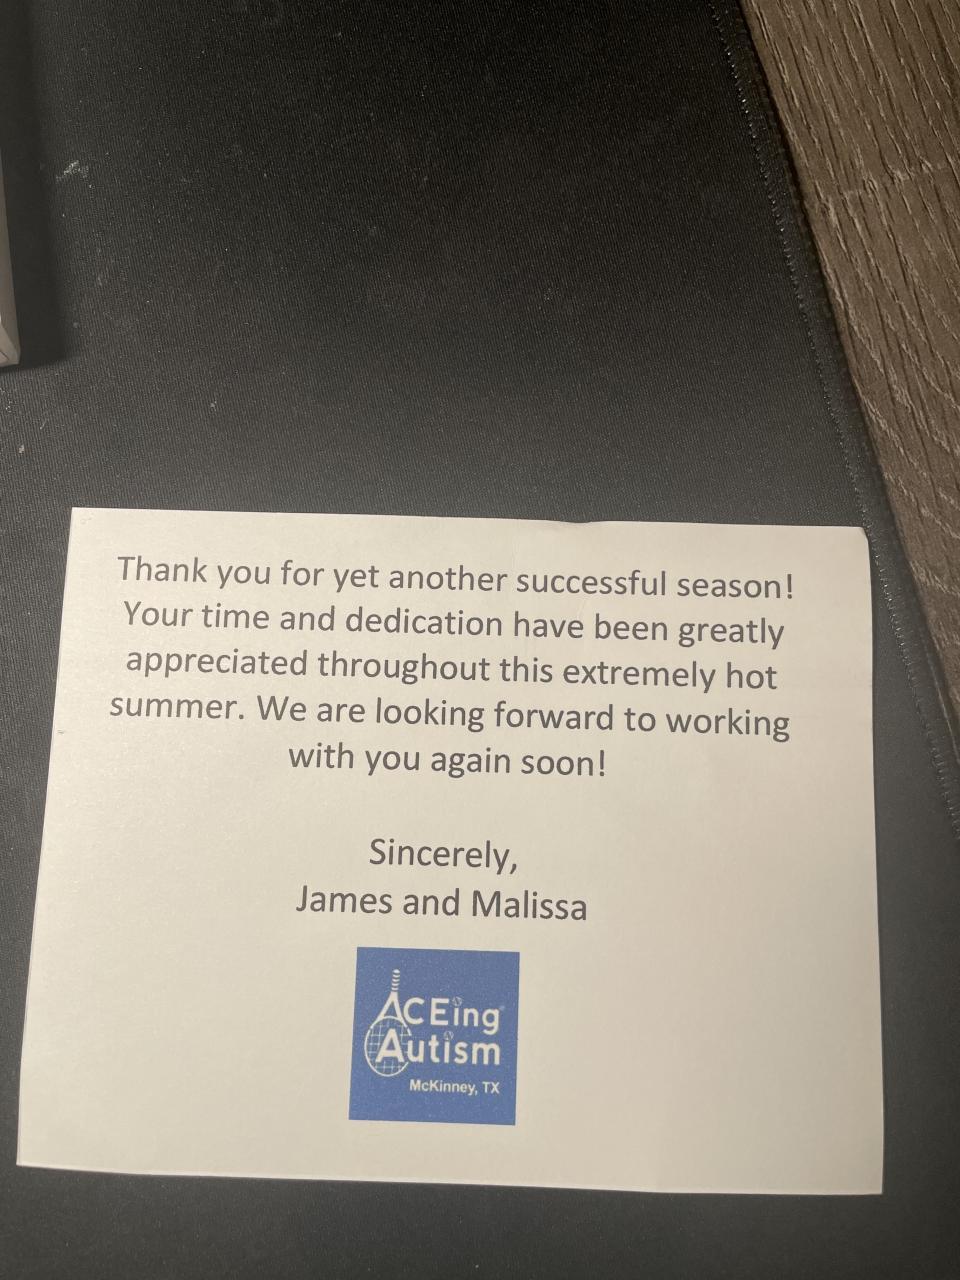 Thank you for yet another successful season!
Your time and dedication have been greatly
appreciated throughout this extremely hot
summer. We are looking forward to working
with you again soon!
Sincerely,
James and Malissa
ACEing
Autism
McKinney, TX